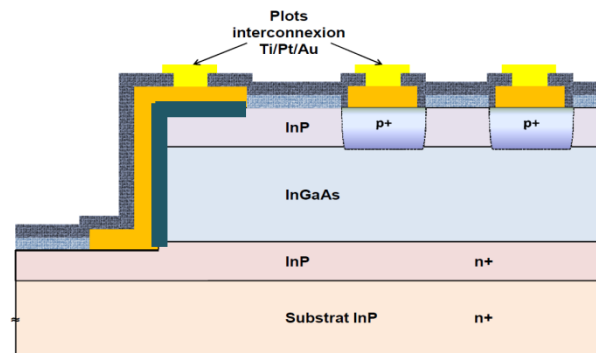 Plots
interconnexion
Ti/Pt/Au
p+
p+
InP
InGaAs
InP n+
Substrat InP n+